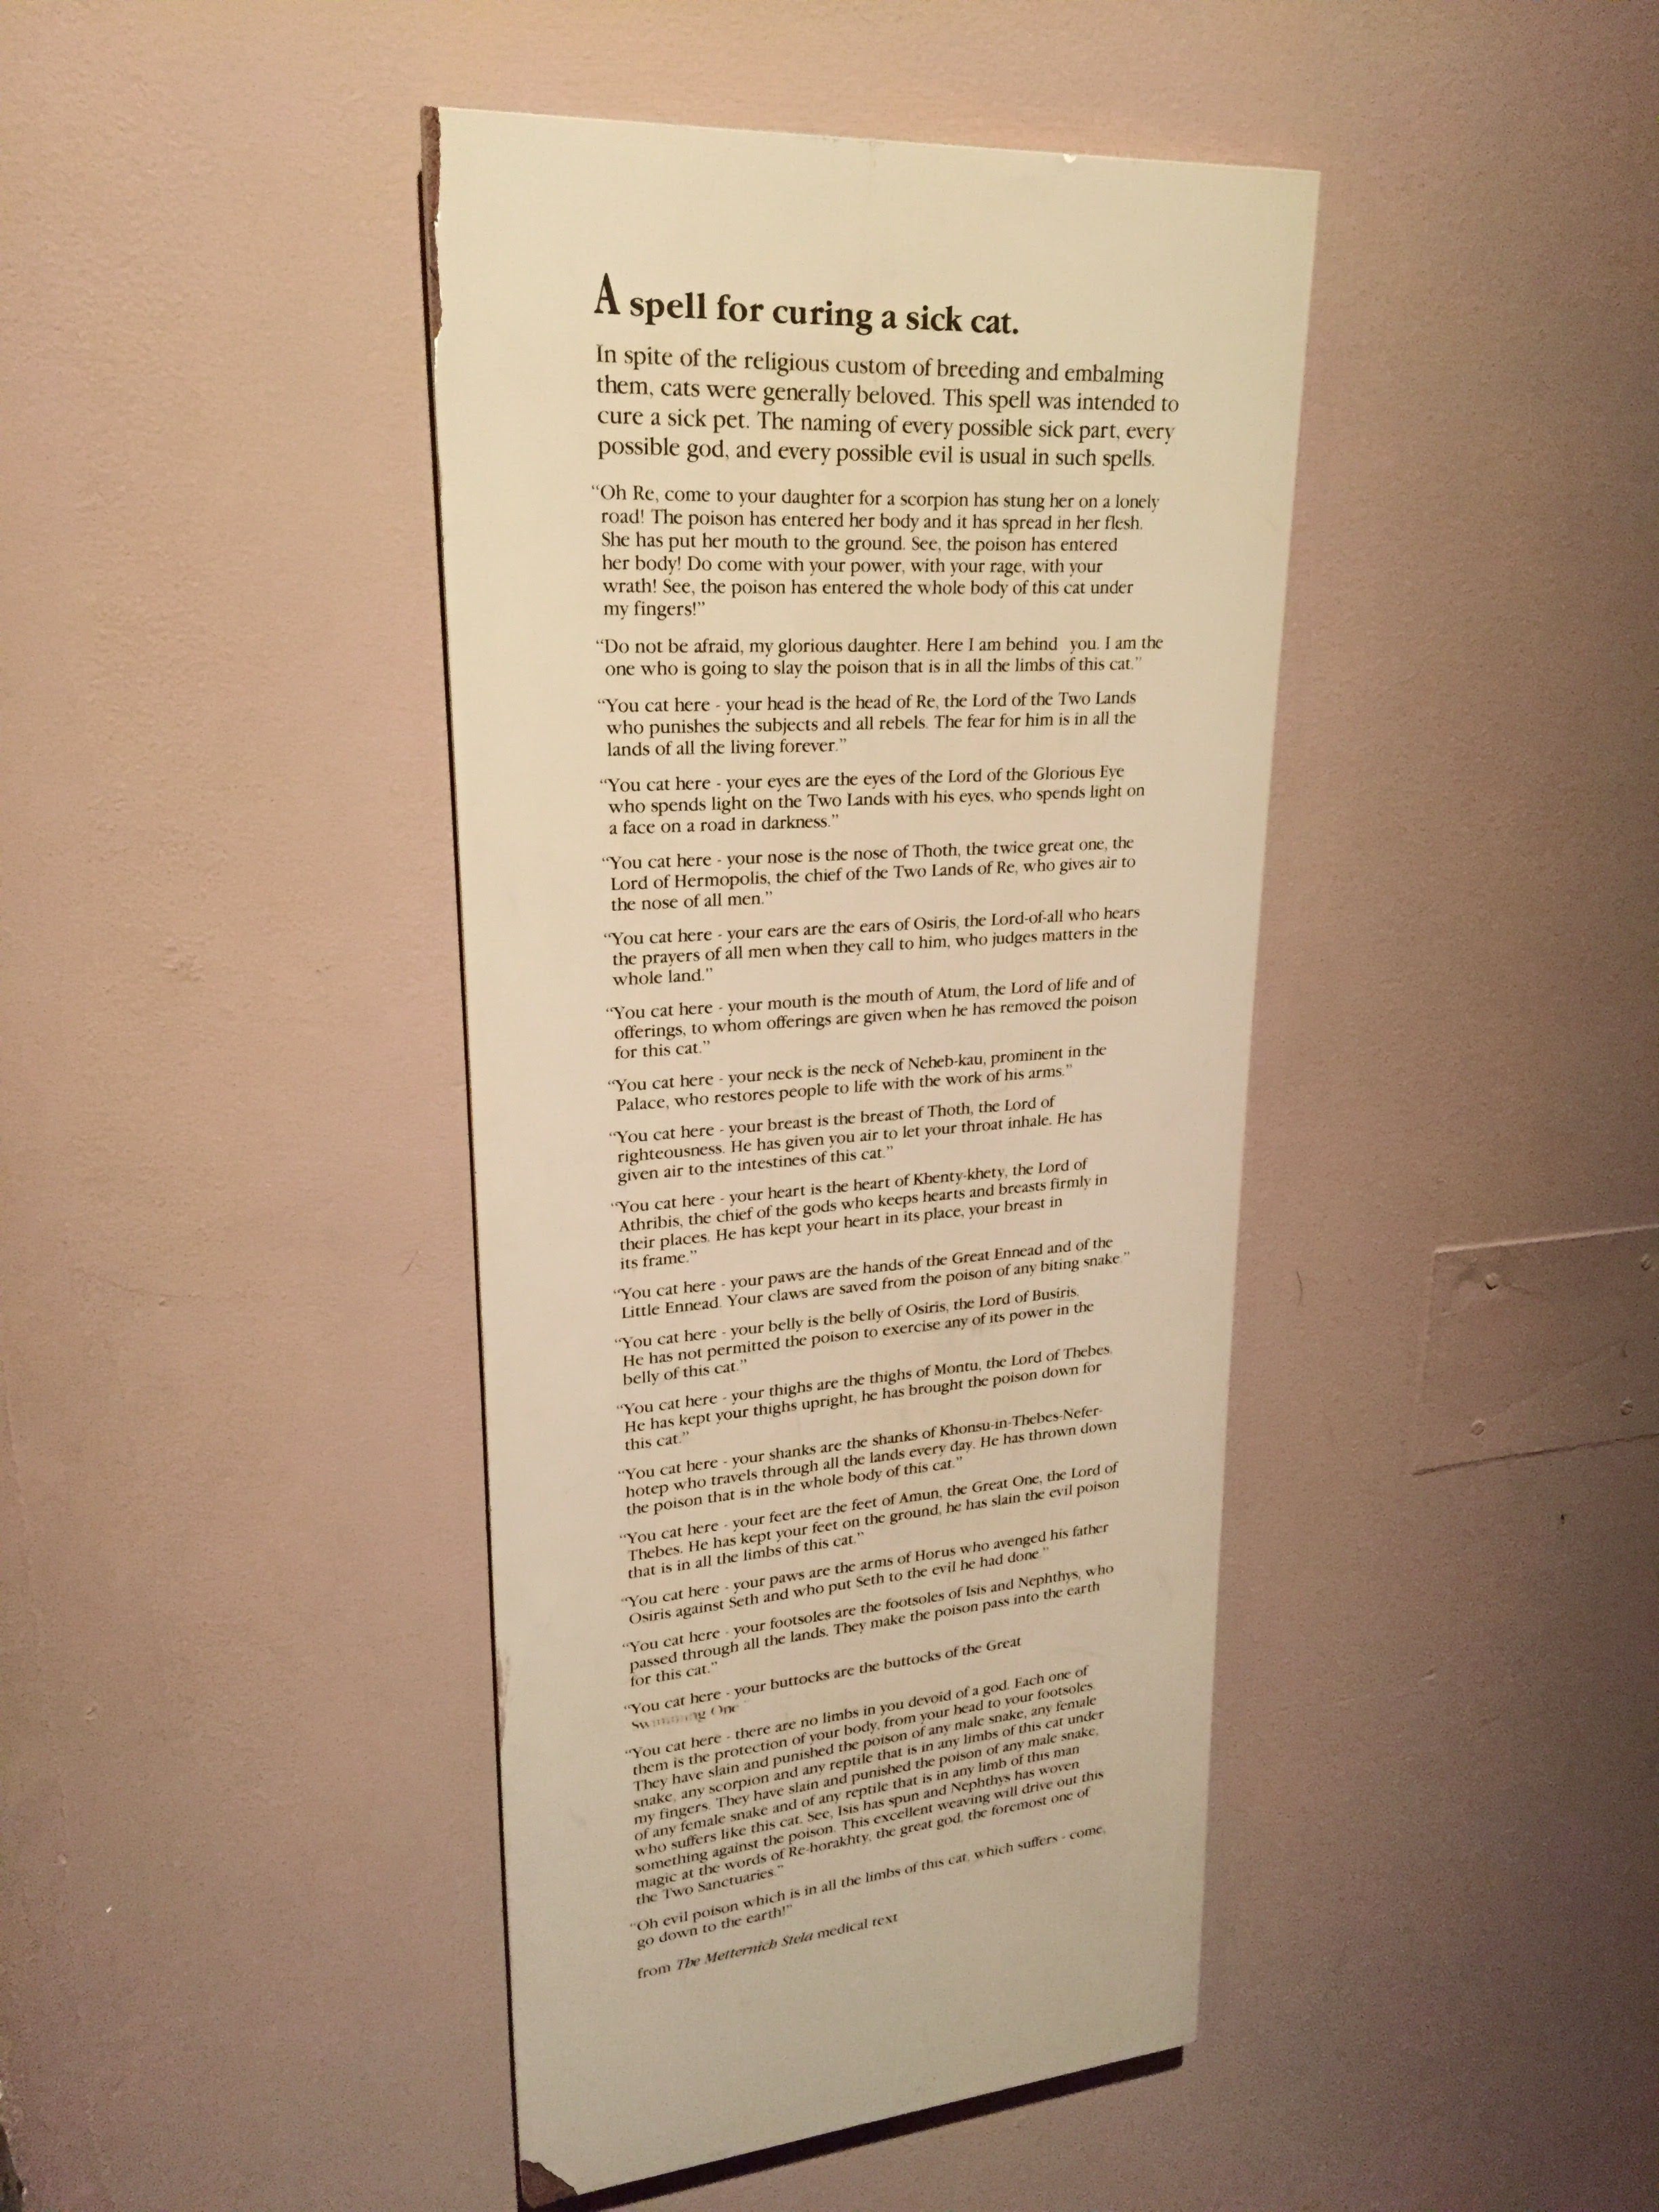 A spell for curing a sick cat.
In spite of the religious custom of breeding and embalming
them, cats were generally beloved. This spell was intended to
cure a sick pet. The naming of every possible sick part, every
possible god, and every possible evil is usual in such spells.
“Oh Re, come to your daughter for a scorpion has stung her on a lonely
road! The poison has entered her body and it has spread in her flesh.
She has put her mouth to the ground. See, the poison has entered
her body! Do come with your power, with your rage, with your
wrath! See, the poison has entered the whole body of this cat under
my fingers!”
“Do not be afraid, my glorious daughter. Here I am behind you. I am the
one who is going to slay the poison that is in all the limbs of this cat.”
“You cat here - your head is the head of Re, the Lord of the Two Lands
who punishes the subjects and all rebels. The fear for him is in all the
lands of all the living forever.”
“You cat here - your eyes are the eyes of the Lord of the Glorious Eye
who spends light on the Two Lands with his eyes, who spends light on
a face on a road in darkness.”
“You cat here - your nose is the nose of Thoth, the twice great one, the
Lord of Hermopolis, the chief of the Two Lands of Re, who gives air to
the nose of all men.”
“You cat here - your ears are the ears of Osiris, the Lord-of-all who hears
the prayers of all men when they call to him, who judges matters in the
whole land.”
“You cat here - your mouth is the mouth of Atum, the Lord of life and of
offerings, to whom offerings are given when he has removed the poison
for this cat.”
“You cat here - your neck is the neck of Neheb-kau, prominent in the
Palace, who restores people to life with the work of his arms.”
“You cat here - your breast is the breast of Thoth, the Lord of
righteousness. He has given you air to let your throat inhale. He has
given air to the intestines of this cat.”
“You cat here - your heart is the heart of Khenty-khety, the Lord of
Athribis, the chief of the gods who keeps hearts and breasts firmly in
their places. He has kept your heart in its place, your breast in
its frame.”
“You cat here - your paws are the hands of the Great Ennead and of the
Little Ennead. Your claws are saved from the poison of any biting snake.”
“You cat here - your belly is the belly of Osiris, the Lord of Busiris.
He has not permitted the poison to exercise any of its power in the
belly of this cat.”
“You cat here - your thighs are the thighs of Montu, the Lord of Thebes.
He has kept your thighs upright, he has brought the poison down for
this cat.”
“You cat here - your shanks are the shanks of Khonsu-in-Thebes-Nefer-
hotep who travels through all the lands every day. He has thrown down
the poison that is in the whole body of this cat.”
“You cat here - your feet are the feet of Amun, the Great One, the Lord of
Thebes. He has kept your feet on the ground, he has slain the evil poison
that is in all the limbs of this cat.”
“You cat here - your paws are the arms of Horus who avenged his father
Osiris against Seth and who put Seth to the evil he had done.”
“You cat here - your footsoles are the footsoles of Isis and Nephthys, who
passed through all the lands. They make the poison pass into the earth
for this cat.”
“You cat here - your buttocks are the buttocks of the Great
One
“You cat here - there are no limbs in you devoid of a god. Each one of
them is the protection of your body, from your head to your footsoles.
They have slain and punished the poison of any male snake, any female
snake, any scorpion and any reptile that is in any limbs of this cat under
my fingers. They have slain and punished the poison of any male snake,
of any female snake and of any reptile that is in any limb of this man
who suffers like this cat. See, Isis has spun and Nephthys has woven
something against the poison. This excellent weaving will drive out this
magic at the words of Re-horakhty, the great god, the foremost one of
the Two Sanctuaries.”
“Oh evil poison which is in all the limbs of this cat, which suffers - come,
go down to the earth!”
from The Metternich Stela medical text